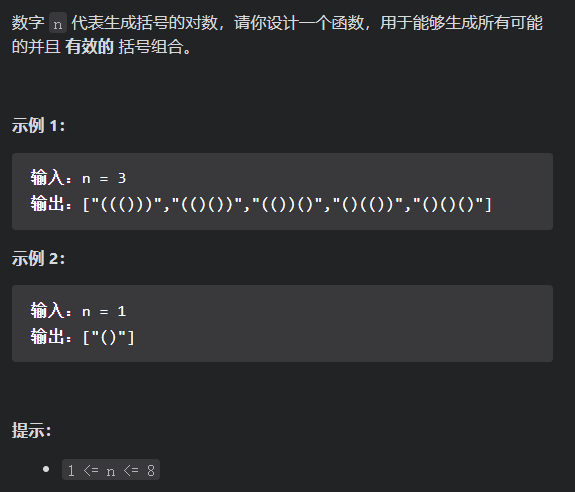 数字 n 代表生成括号的对数，请你设计一个函数，用于能够生成所有可能
的并且 有效的 括号组合。
示例 1：
输入：n = 3
输出：["((()))","(()())","(())()","()(())","()()()"]
示例 2：
输入：n = 1
输出：["()"]
提示：
• 1 <= n <= 8